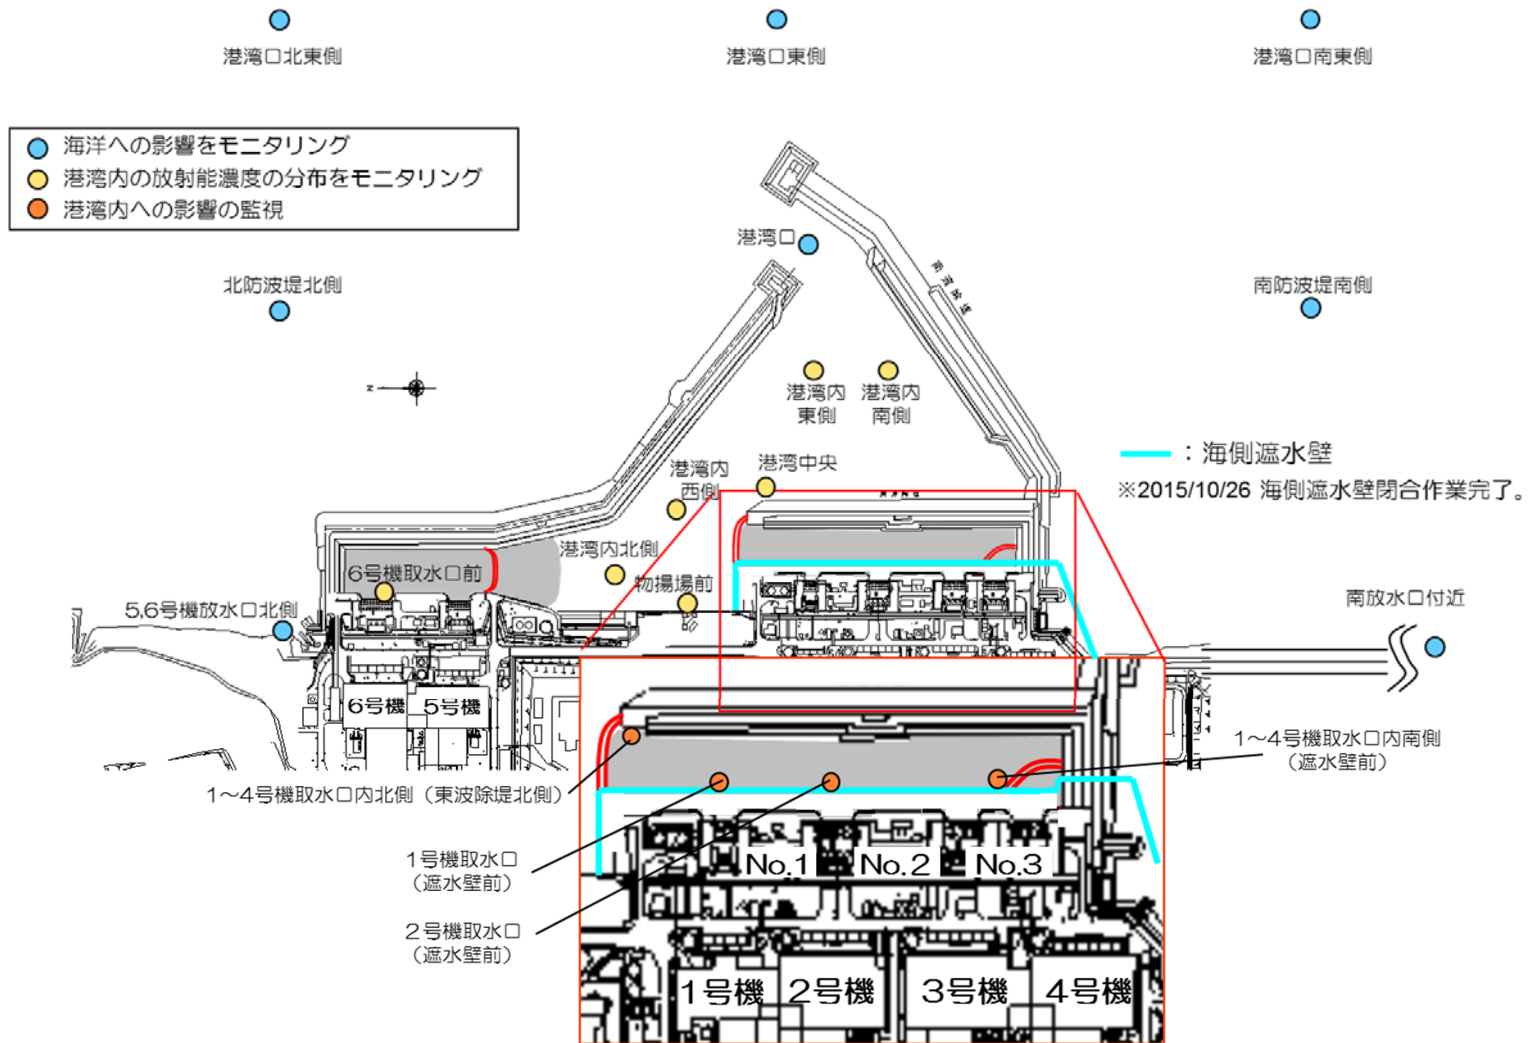 港湾口北東側
港湾口東側
港湾口南東側
海洋への影響をモニタリング
港湾内の放射能濃度の分布をモニタリング
港湾内への影響の監視
港湾口
北防波堤北側
南防波堤南側
南防波堤
N
港湾内
東側
港湾内
南側
：海側遮水壁
※2015/10/26 海側遮水壁閉合作業完了。
港湾内
西側
港湾中央
港湾内北側
6号機取水口前
物揚場前
5,6号機放水口北側
南放水口付近
6号機
5号機
1～4号機取水口内南側
（遮水壁前）
1～4号機取水口内北側（東波除堤北側）
1号機取水口
（遮水壁前）
2号機取水口
（遮水壁前）
No.1
No.2
No.3
1号機
2号機
3号機
4号機